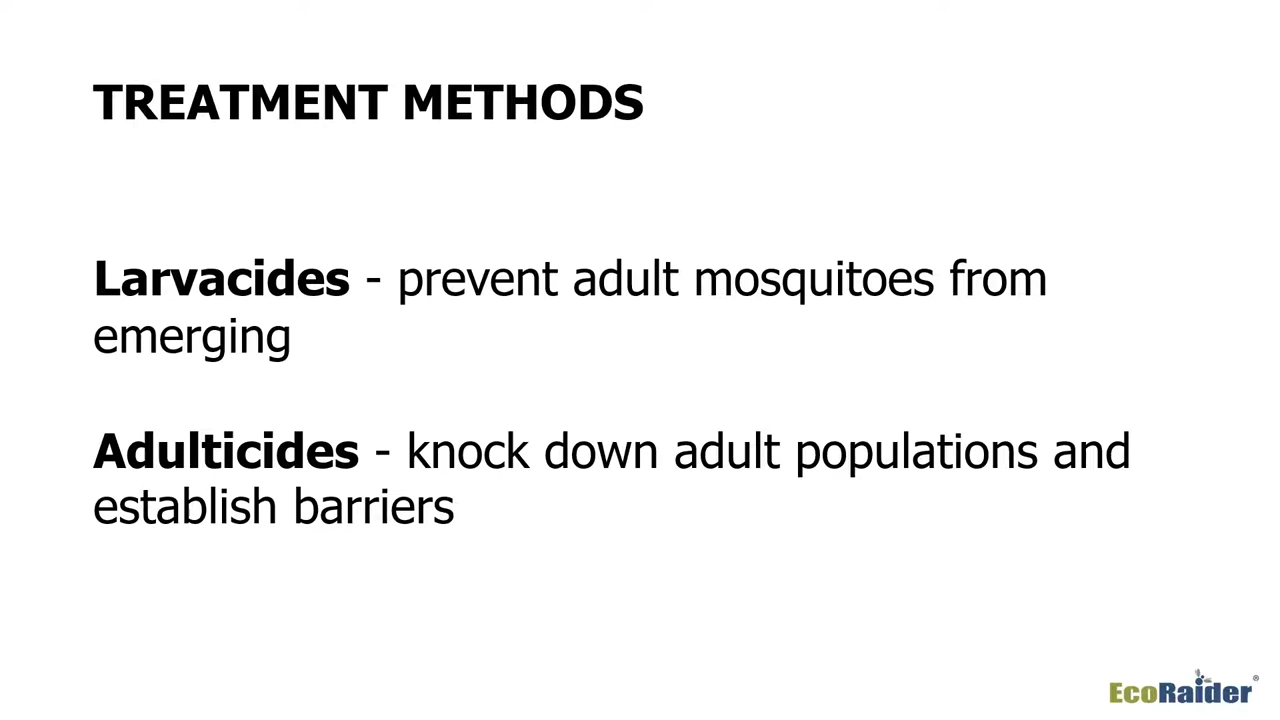 TREATMENT METHODS
Larvacides - prevent adult mosquitoes from
emerging
Adulticides - knock down adult populations and
establish barriers
EcoRaider®